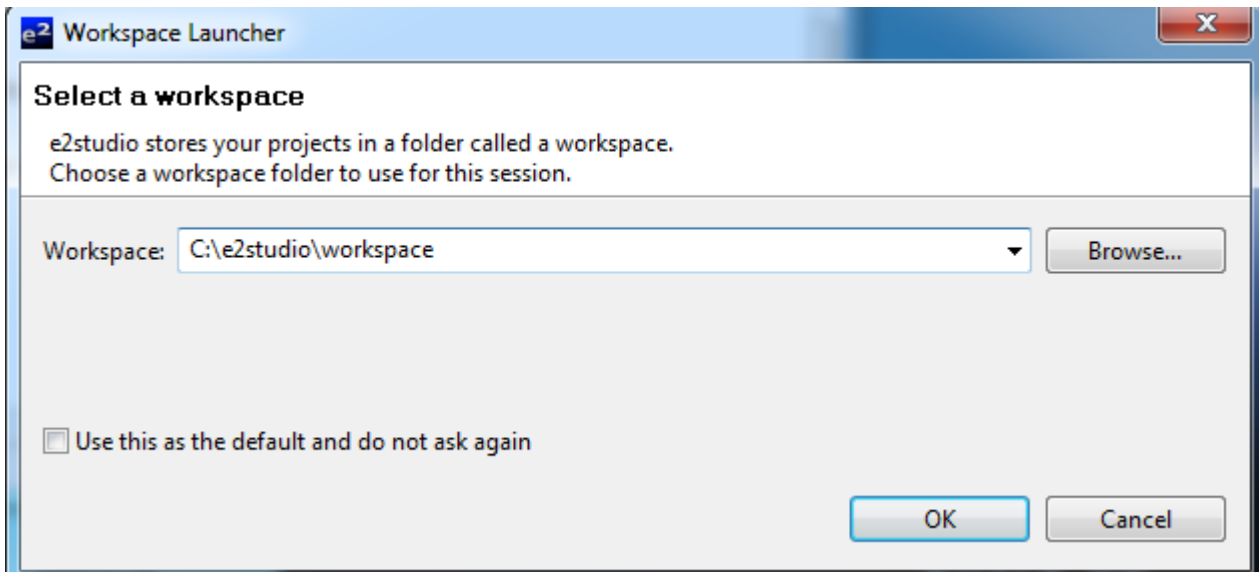 e² Workspace Launcher
x
Select a workspace
e2studio stores your projects in a folder called a workspace.
Choose a workspace folder to use for this session.
Workspace: C:\e2studio\workspace Browse...
Use this as the default and do not ask again
OK Cancel